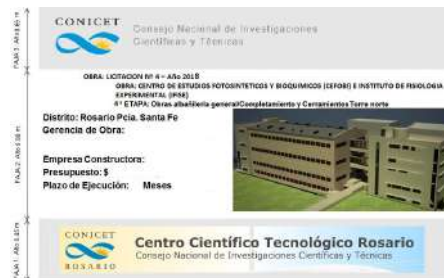 CONICET
Consejo Nacional de Investigaciones
Científicas y Técnicas
OBRA: LICITACION Nº 4 – Año 2018
OBRA: CENTRO DE ESTUDIOS FOTOSINTETICOS Y BIOQUIMICOS (CEFOBI) E INSTITUTO DE FISIOLOGIA
EXPERIMENTAL (IFISE)
4º ETAPA: Obras albañilería general/Completamiento y Cerramientos Torre norte
Distrito: Rosario Pcia. Santa Fe
Gerencia de Obra:
Empresa Constructora:
Presupuesto: $
Plazo de Ejecución: Meses
CONICET
ROSARIO
Centro Científico Tecnológico Rosario
Consejo Nacional de Investigaciones Científicas y Técnicas